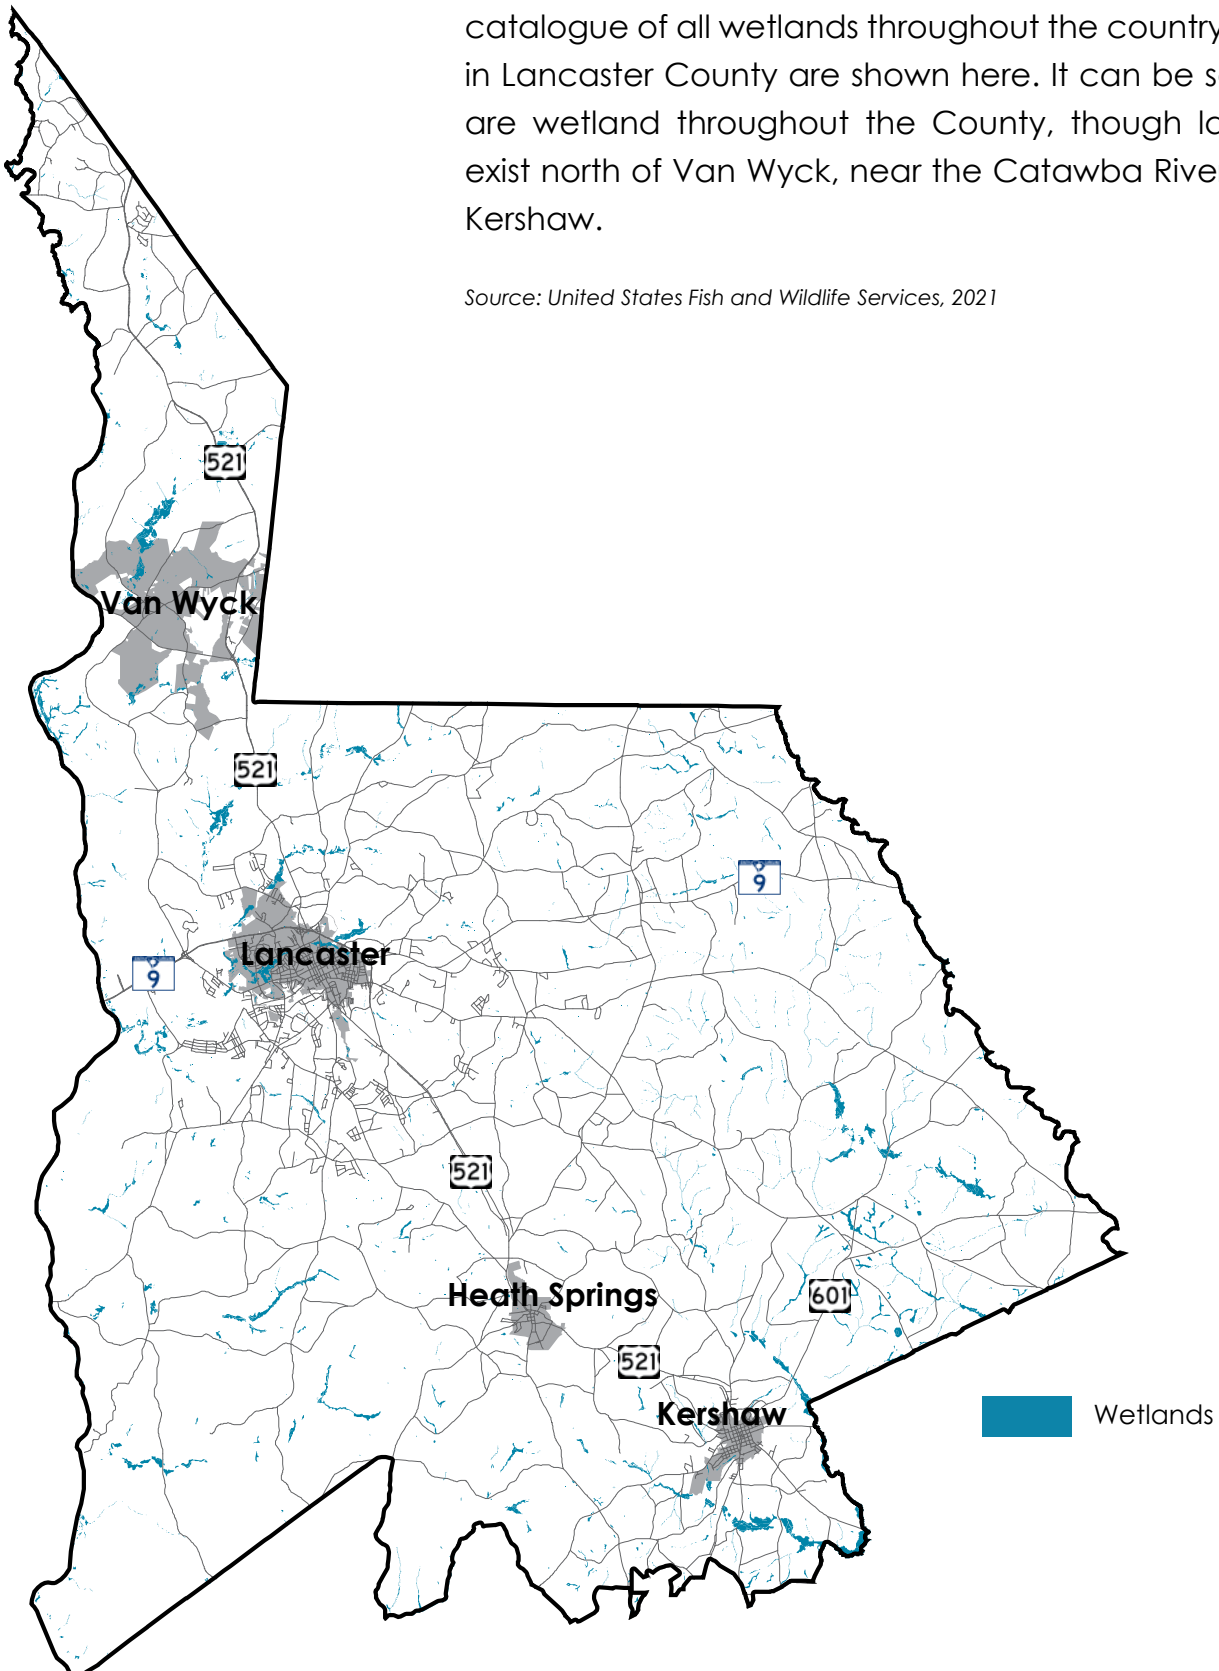 catalogue of all wetlands throughout the country
in Lancaster County are shown here. It can be s
are wetland throughout the County, though
exist north of Van Wyck, near the Catawba River
Kershaw.
Source: United States Fish and Wildlife Services, 2021
521
Van Wyck
521
9
Lancaster
9
521
Heath Springs
601
521
Kershaw
Wetlands